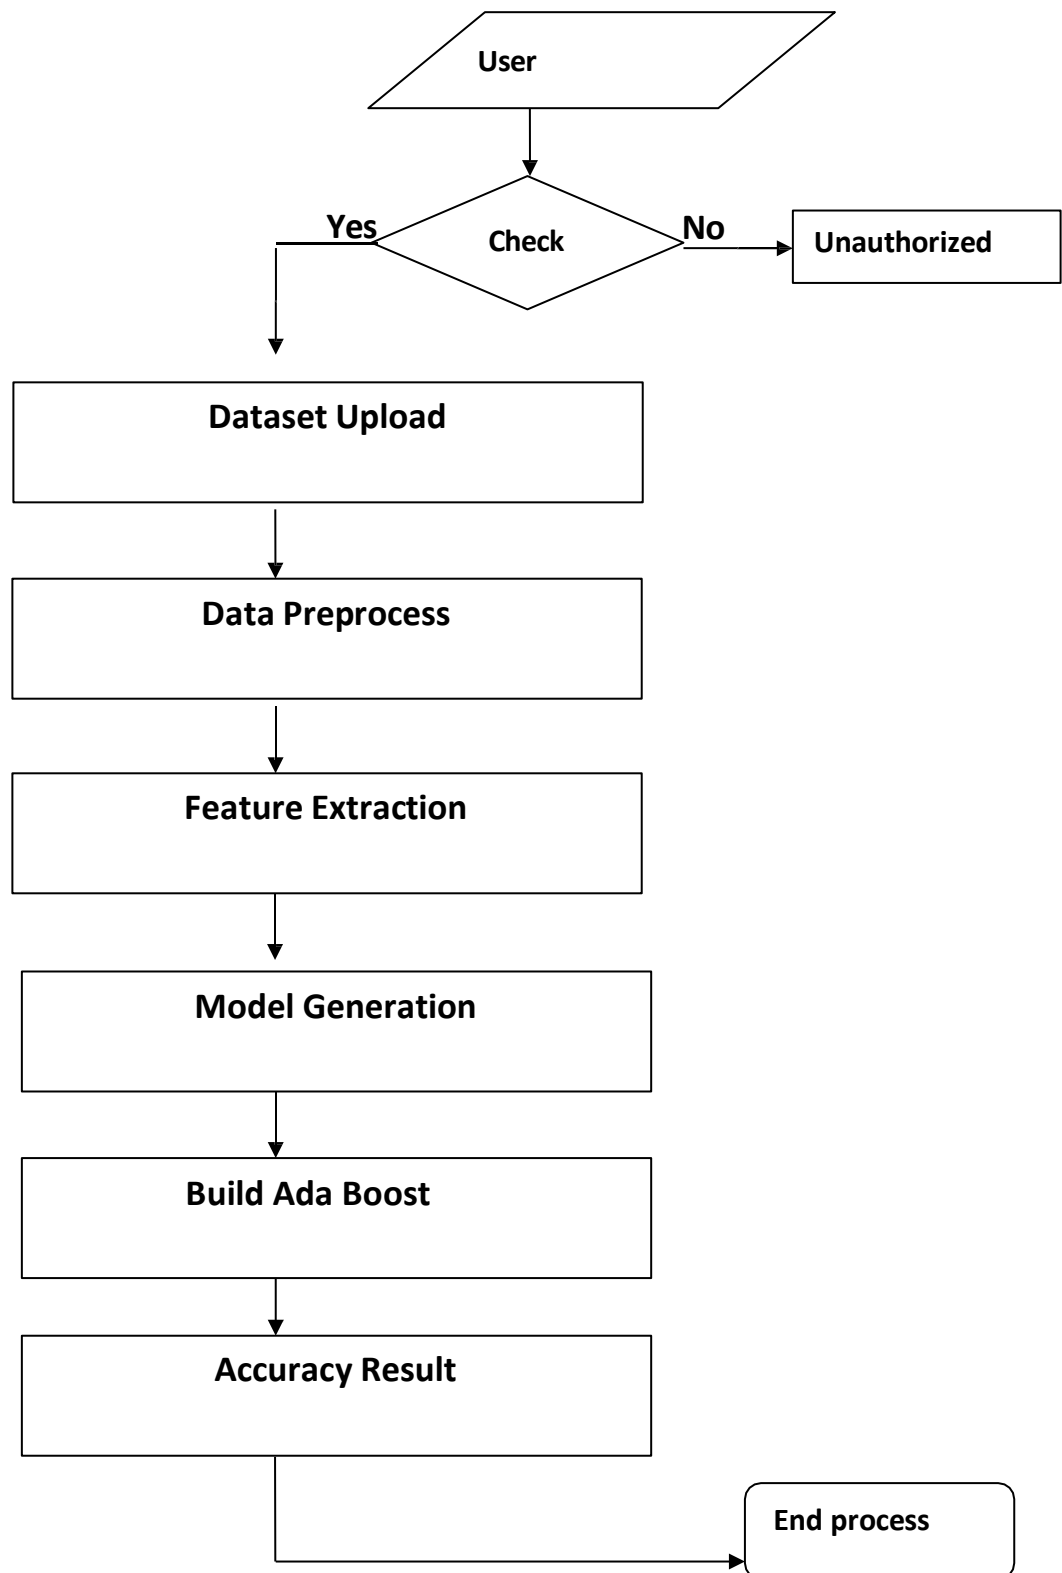 User
Yes
Check
No
Unauthorized
Dataset Upload
Data Preprocess
Feature Extraction
Model Generation
Build Ada Boost
Accuracy Result
End process